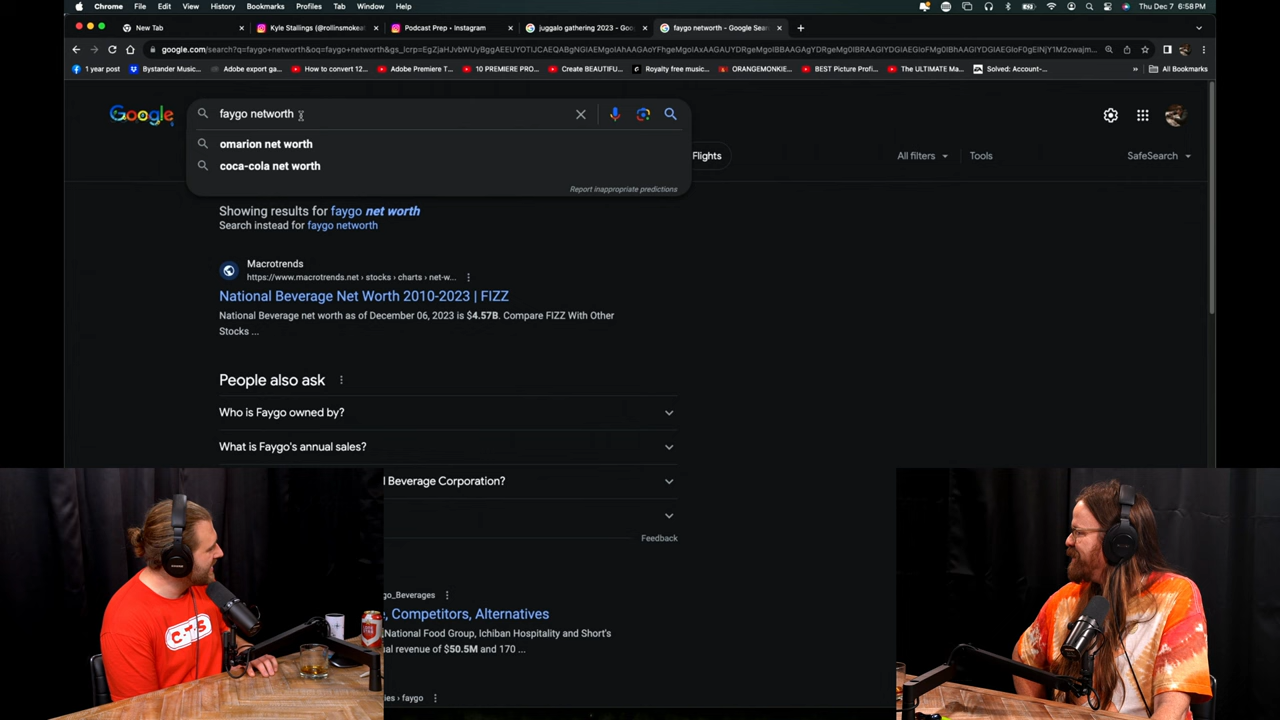 Chrome File Edit View History Bookmarks Profiles Tab Window Help
Thu Dec 7 6:58 PM
New Tab
Kyle Stallings (@rollinsmokea
Podcast Prep - Instagram
juggalo gathering 2023 - Goo
faygo networth - Google Sear
1 year post
Bystander Music...
Adobe export ga...
How to convert 12...
Adobe Premiere T...
10 PREMIERE PRO...
Create BEAUTIFU...
Royalty free music...
ORANGEMONKIE...
BEST Picture Profi...
The ULTIMATE Ma...
Solved: Account-...
All Bookmarks
Google
faygo networth
omarion net worth
coca-cola net worth
Report inappropriate predictions
Flights
All filters
Tools
SafeSearch
Showing results for faygo net worth
Search instead for faygo networth
Macrotrends
https://www.macrotrends.net › stocks › charts › net-w...
National Beverage Net Worth 2010-2023 | FIZZ
National Beverage net worth as of December 06, 2023 is $4.57B. Compare FIZZ With Other
Stocks ...
People also ask
Who is Faygo owned by?
What is Faygo's annual sales?
l Beverage Corporation?
Feedback
go_Beverages
, Competitors, Alternatives
National Food Group, Ichiban Hospitality and Short's
al revenue of $50.5M and 170 ...
ies › faygo